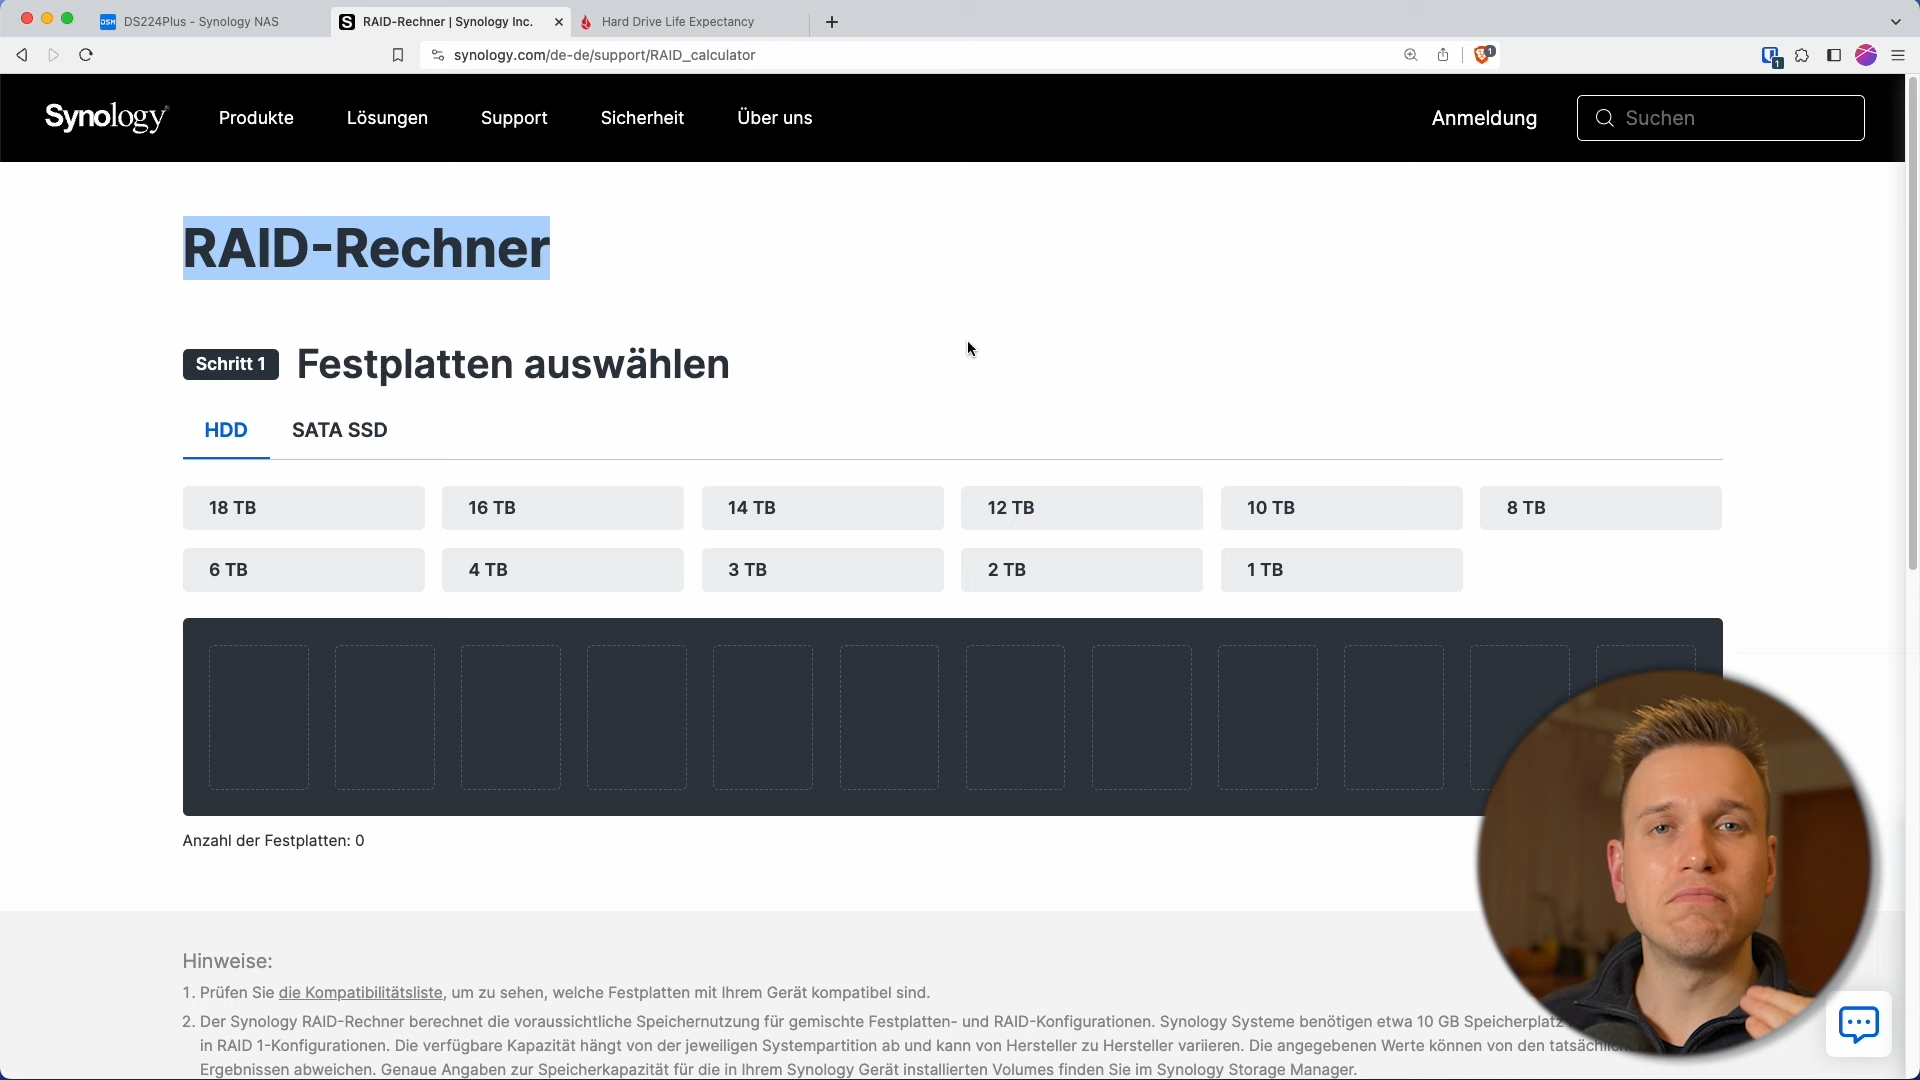 DSM DS224Plus - Synology NAS
S RAID-Rechner | Synology Inc.
Hard Drive Life Expectancy
synology.com/de-de/support/RAID_calculator
1
1
Synology
Produkte
Lösungen
Support
Sicherheit
Über uns
Anmeldung
Suchen
RAID-Rechner
Schritt 1 Festplatten auswählen
HDD
SATA SSD
18 TB
16 TB
14 TB
12 TB
10 TB
8 TB
6 TB
4 TB
3 TB
2 TB
1 TB
Anzahl der Festplatten: 0
Hinweise:
1. Prüfen Sie die Kompatibilitätsliste, um zu sehen, welche Festplatten mit Ihrem Gerät kompatibel sind.
2. Der Synology RAID-Rechner berechnet die voraussichtliche Speichernutzung für gemischte Festplatten- und RAID-Konfigurationen. Synology Systeme benötigen etwa 10 GB Speicherplatz
in RAID 1-Konfigurationen. Die verfügbare Kapazität hängt von der jeweiligen Systempartition ab und kann von Hersteller zu Hersteller variieren. Die angegebenen Werte können von den
Ergebnissen abweichen. Genaue Angaben zur Speicherkapazität für die in Ihrem Synology Gerät installierten Volumes finden Sie im Synology Storage Manager.